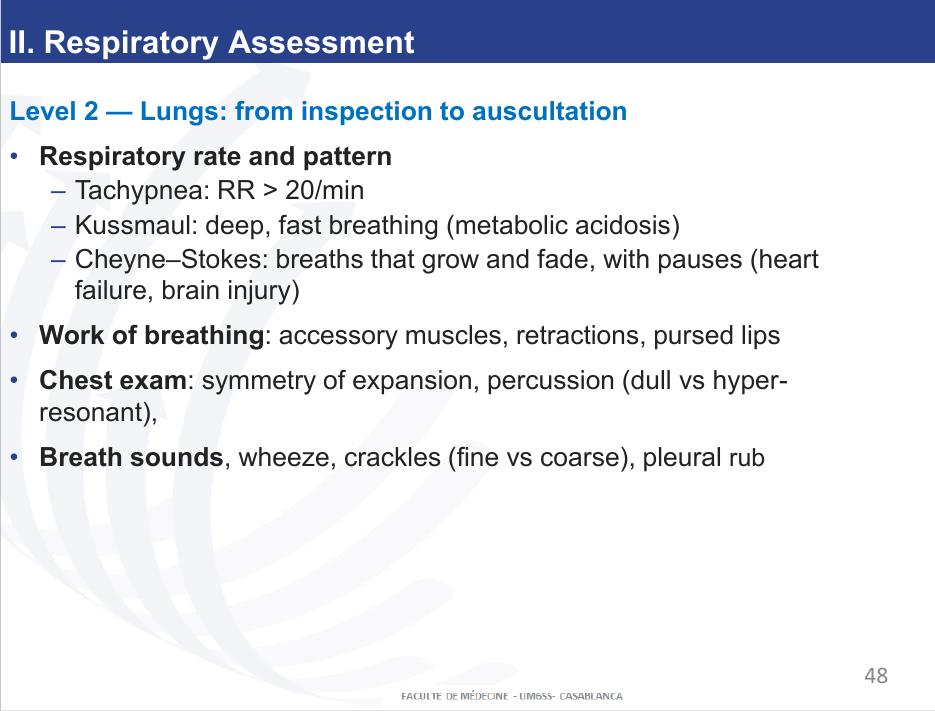 II. Respiratory Assessment
Level 2 — Lungs: from inspection to auscultation
• Respiratory rate and pattern
– Tachypnea: RR > 20/min
– Kussmaul: deep, fast breathing (metabolic acidosis)
– Cheyne–Stokes: breaths that grow and fade, with pauses (heart
failure, brain injury)
• Work of breathing: accessory muscles, retractions, pursed lips
• Chest exam: symmetry of expansion, percussion (dull vs hyper-
resonant),
• Breath sounds, wheeze, crackles (fine vs coarse), pleural rub
48
FACULTE DE MÉDECINE - UM6SS- CASABLANCA